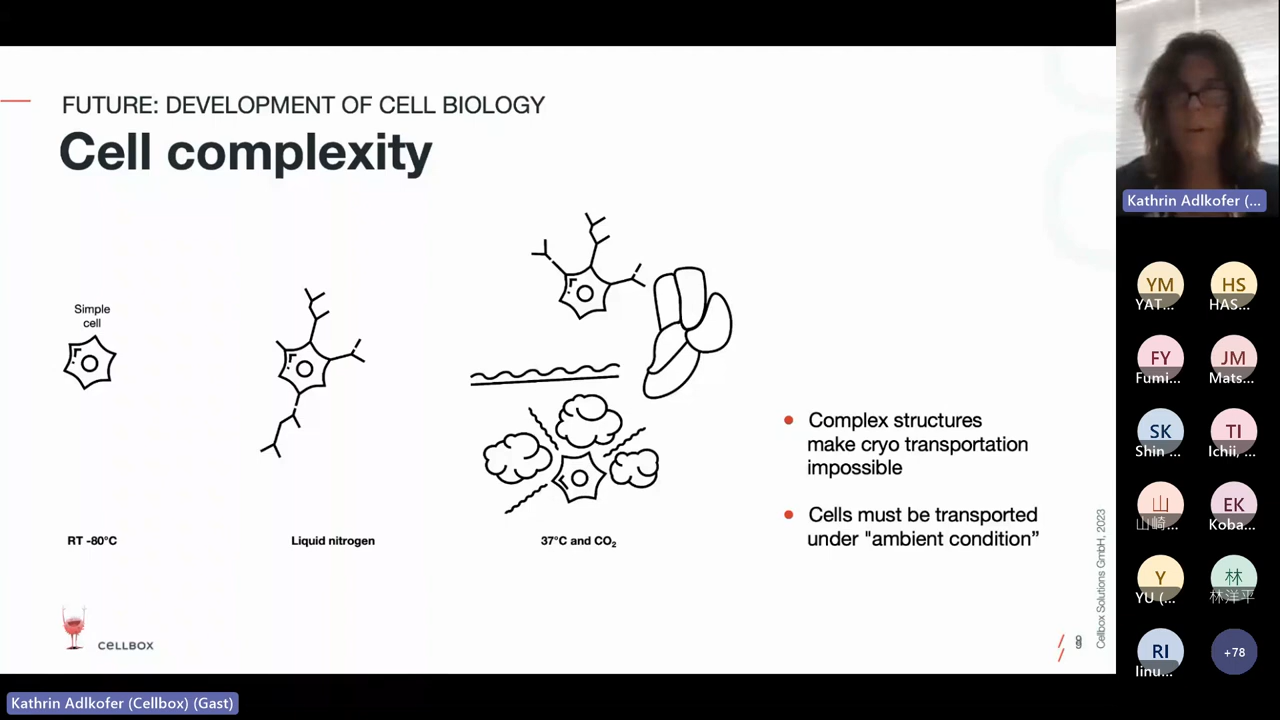 FUTURE: DEVELOPMENT OF CELL BIOLOGY
Cell complexity
Simple
cell
RT -80°C
Liquid nitrogen
37°C and CO₂
Complex structures
make cryo transportation
impossible
Cells must be transported
under "ambient condition”
CELLBOX
Cellbox Solutions GmbH, 2023
Kathrin Adlkofer (Cellbox) (Gast)
Kathrin Adlkofer (...
YM
YAT...
HS
HAS...
FY
Fumi...
JM
Mats...
SK
Shin ...
TI
Ichii, ...
山
山崎...
EK
Koba...
Y
YU (...
林
林洋平
RI
Iinu...
+78